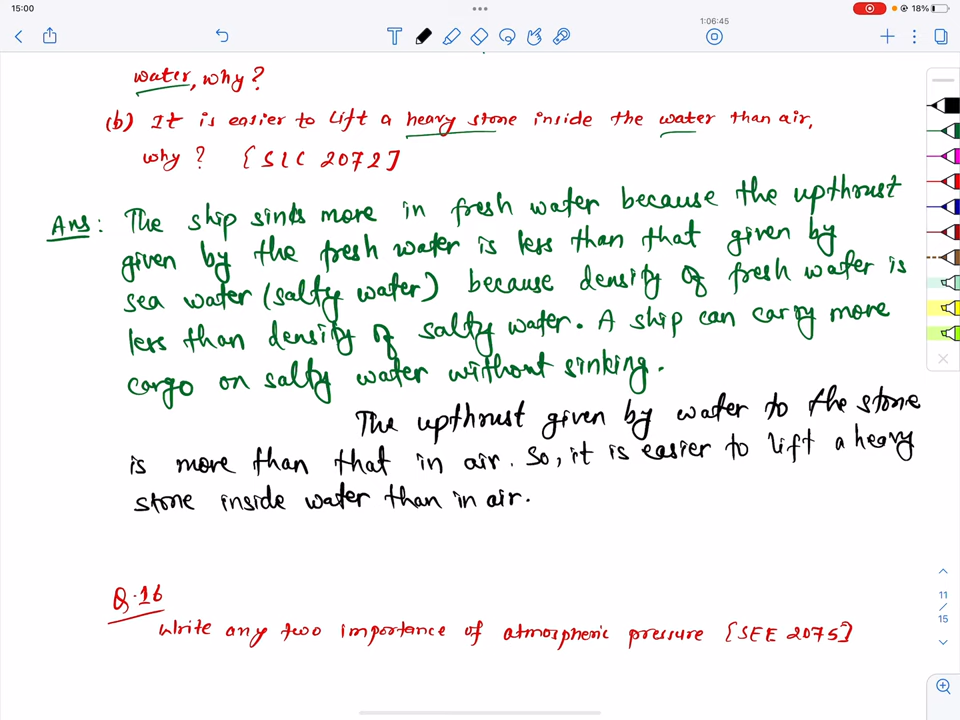 15:00
18%
1:06:45
water, why?
(b) It is easier to lift a heavy stone inside the water than air,
why? [SLC 2072]
Ans: The ship sinks more in fresh water because the upthrust
given by the fresh water is less than that given by
sea water (salty water) because density of fresh water is
less than density of salty water. A ship can carry more
cargo on salty water without sinking.
The upthrust given by water to the stone
is more than that in air. So, it is easier to lift a heavy
stone inside water than in air.
Q.16
Write any two importance of atmospheric pressure [SEE 2075]
11
/
15